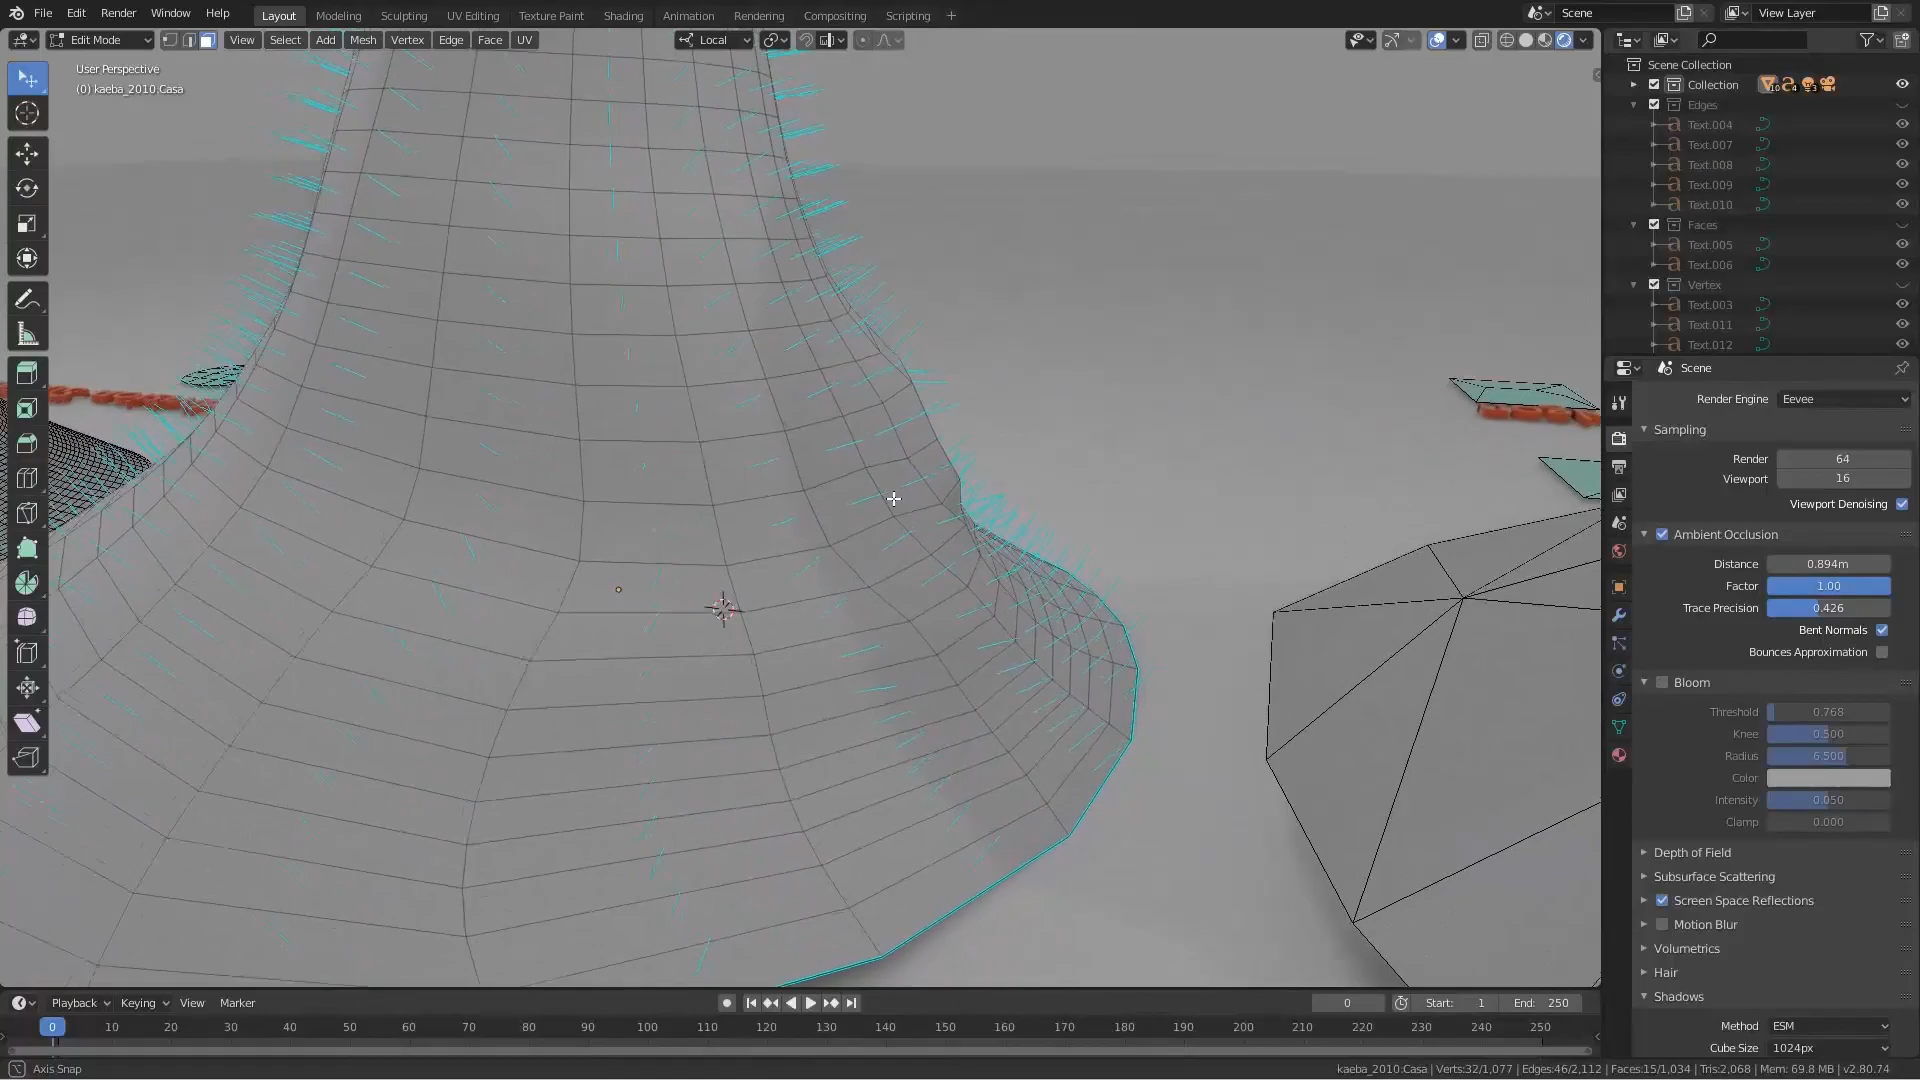 File Edit Render Window Help Layout Modeling Sculpting UV Editing Texture Paint Shading Animation Rendering Compositing Scripting + Scene View Layer
Edit Mode View Select Add Mesh Vertex Edge Face UV Local
User Perspective
(0) kaeba_2010:Casa
Scene Collection
Collection
Edges
Text.004
Text.007
Text.008
Text.009
Text.010
Faces
Text.005
Text.006
Vertex
Text.003
Text.011
Text.012
Scene
Render Engine Eevee
Sampling
Render 64
Viewport 16
Viewport Denoising
Ambient Occlusion
Distance 0.894m
Factor 1.00
Trace Precision 0.426
Bent Normals
Bounces Approximation
Bloom
Threshold 0.768
Knee 0.500
Radius 6.500
Color
Intensity 0.050
Clamp 0.000
Depth of Field
Subsurface Scattering
Screen Space Reflections
Motion Blur
Volumetrics
Hair
Shadows
Method ESM
Cube Size 1024px
Playback Keying View Marker 0 Start: 1 End: 250
0 10 20 30 40 50 60 70 80 90 100 110 120 130 140 150 160 170 180 190 200 210 220 230 240 250
Axis Snap kaeba_2010:Casa | Verts:32/1,077 | Edges:46/2,112 | Faces:15/1,034 | Tris:2,068 | Mem: 69.8 MB | v2.80.74